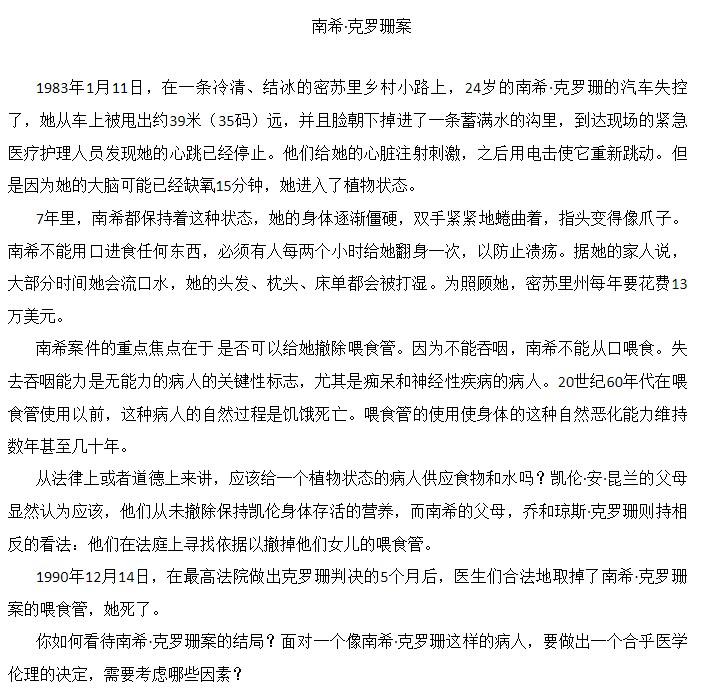 南希·克罗珊案
1983年1月11日，在一条冷清、结冰的密苏里乡村小路上，24岁的南希·克罗珊的汽车失控
了，她从车上被甩出约39米（35码）远，并且脸朝下掉进了一条蓄满水的沟里，到达现场的紧急
医疗护理人员发现她的心跳已经停止。他们给她的心脏注射刺激，之后用电击使它重新跳动。但
是因为她的大脑可能已经缺氧15分钟，她进入了植物状态。
7年里，南希都保持着这种状态，她的身体逐渐僵硬，双手紧紧地蜷曲着，指头变得像爪子。
南希不能用口进食任何东西，必须有人每两个小时给她翻身一次，以防止溃疡。据她的家人说，
大部分时间她会流口水，她的头发、枕头、床单都会被打湿。为照顾她，密苏里州每年要花费13
万美元。
南希案件的重点焦点在于 是否可以给她撤除喂食管。因为不能吞咽，南希不能从口喂食。失
去吞咽能力是无能力的病人的关键性标志，尤其是痴呆和神经性疾病的病人。20世纪60年代在喂
食管使用以前，这种病人的自然过程是饥饿死亡。喂食管的使用使身体的这种自然恶化能力维持
数年甚至几十年。
从法律上或者道德上来讲，应该给一个植物状态的病人供应食物和水吗？凯伦·安·昆兰的父母
显然认为应该，他们从未撤除保持凯伦身体存活的营养，而南希的父母，乔和琼斯·克罗珊则持相
反的看法：他们在法庭上寻找依据以撤掉他们女儿的喂食管。
1990年12月14日，在最高法院做出克罗珊判决的5个月后，医生们合法地取掉了南希·克罗珊
案的喂食管，她死了。
你如何看待南希·克罗珊案的结局？面对一个像南希·克罗珊这样的病人，要做出一个合乎医学
伦理的决定，需要考虑哪些因素？